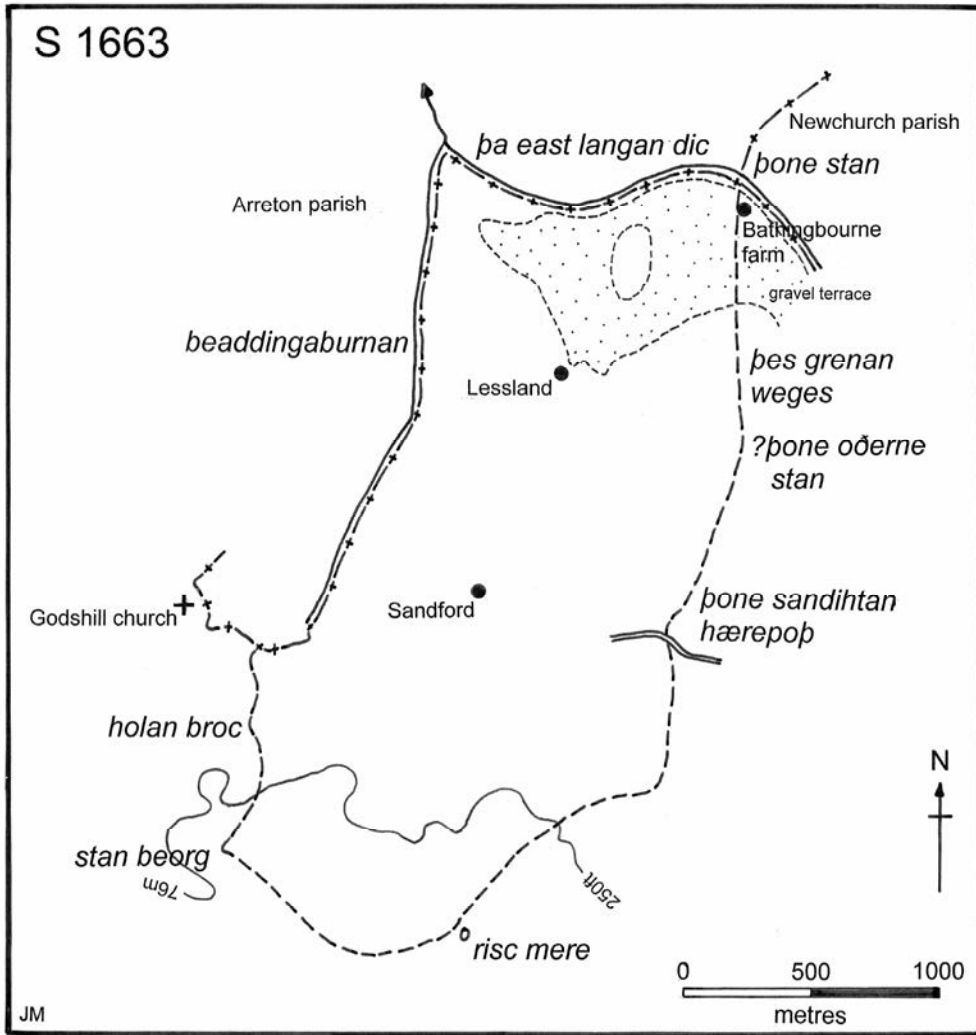 S 1663
Newchurch parish
þa east langan dic
þone stan
Arreton parish
Bathingbourne
farm
gravel terrace
beaddingaburnan
þes grenan
weges
Lessland
?þone oðerne
stan
Sandford
þone sandihtan
hærepoþ
Godshill church
holan broc
N
stan beorg
76m
250ft
risc mere
0 500 1000
metres
JM